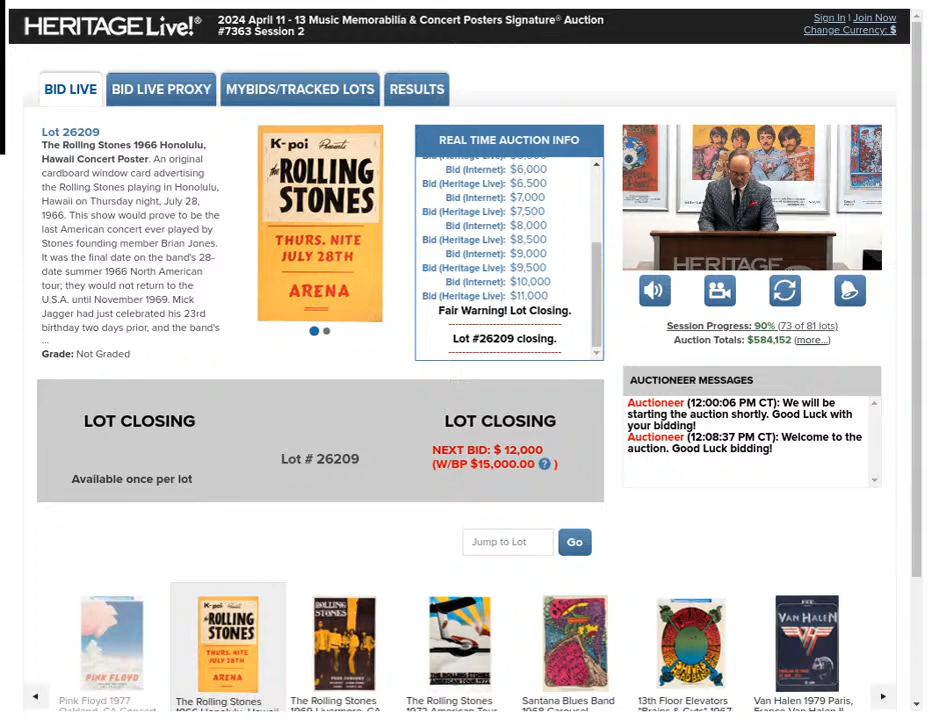 HERITAGE Live!®
2024 April 11 - 13 Music Memorabilia & Concert Posters Signature® Auction
#7363 Session 2
Sign In | Join Now
Change Currency: $
BID LIVE
BID LIVE PROXY
MYBIDS/TRACKED LOTS
RESULTS
Lot 26209
The Rolling Stones 1966 Honolulu,
Hawaii Concert Poster. An original
cardboard window card advertising
the Rolling Stones playing in Honolulu,
Hawaii on Thursday night, July 28,
1966. This show would prove to be the
last American concert ever played by
Stones founding member Brian Jones.
It was the final date on the band's 28-
date summer 1966 North American
tour; they would not return to the
U.S.A. until November 1969. Mick
Jagger had just celebrated his 23rd
birthday two days prior, and the band's
...
Grade: Not Graded
K-poi Presents
the ROLLING
STONES
THURS. NITE
JULY 28TH
ARENA
REAL TIME AUCTION INFO
Bid (Internet): $6,000
Bid (Heritage Live): $6,500
Bid (Internet): $7,000
Bid (Heritage Live): $7,500
Bid (Internet): $8,000
Bid (Heritage Live): $8,500
Bid (Internet): $9,000
Bid (Heritage Live): $9,500
Bid (Internet): $10,000
Bid (Heritage Live): $11,000
Fair Warning! Lot Closing.
Lot #26209 closing.
HERITAGE
Session Progress: 90% (73 of 81 lots)
Auction Totals: $584,152 (more...)
AUCTIONEER MESSAGES
Auctioneer (12:00:06 PM CT): We will be
starting the auction shortly. Good Luck with
your bidding!
Auctioneer (12:08:37 PM CT): Welcome to the
auction. Good Luck bidding!
LOT CLOSING
Available once per lot
Lot # 26209
LOT CLOSING
NEXT BID: $ 12,000
(W/BP $15,000.00 ? )
Jump to Lot
Go
PINK FLOYD
K-poi Presents
the ROLLING
STONES
THURS. NITE
JULY 28TH
ARENA
ROLLING
STONES
VAN HALEN
Pink Floyd 1977
The Rolling Stones
The Rolling Stones
The Rolling Stones
Santana Blues Band
13th Floor Elevators
Van Halen 1979 Paris,